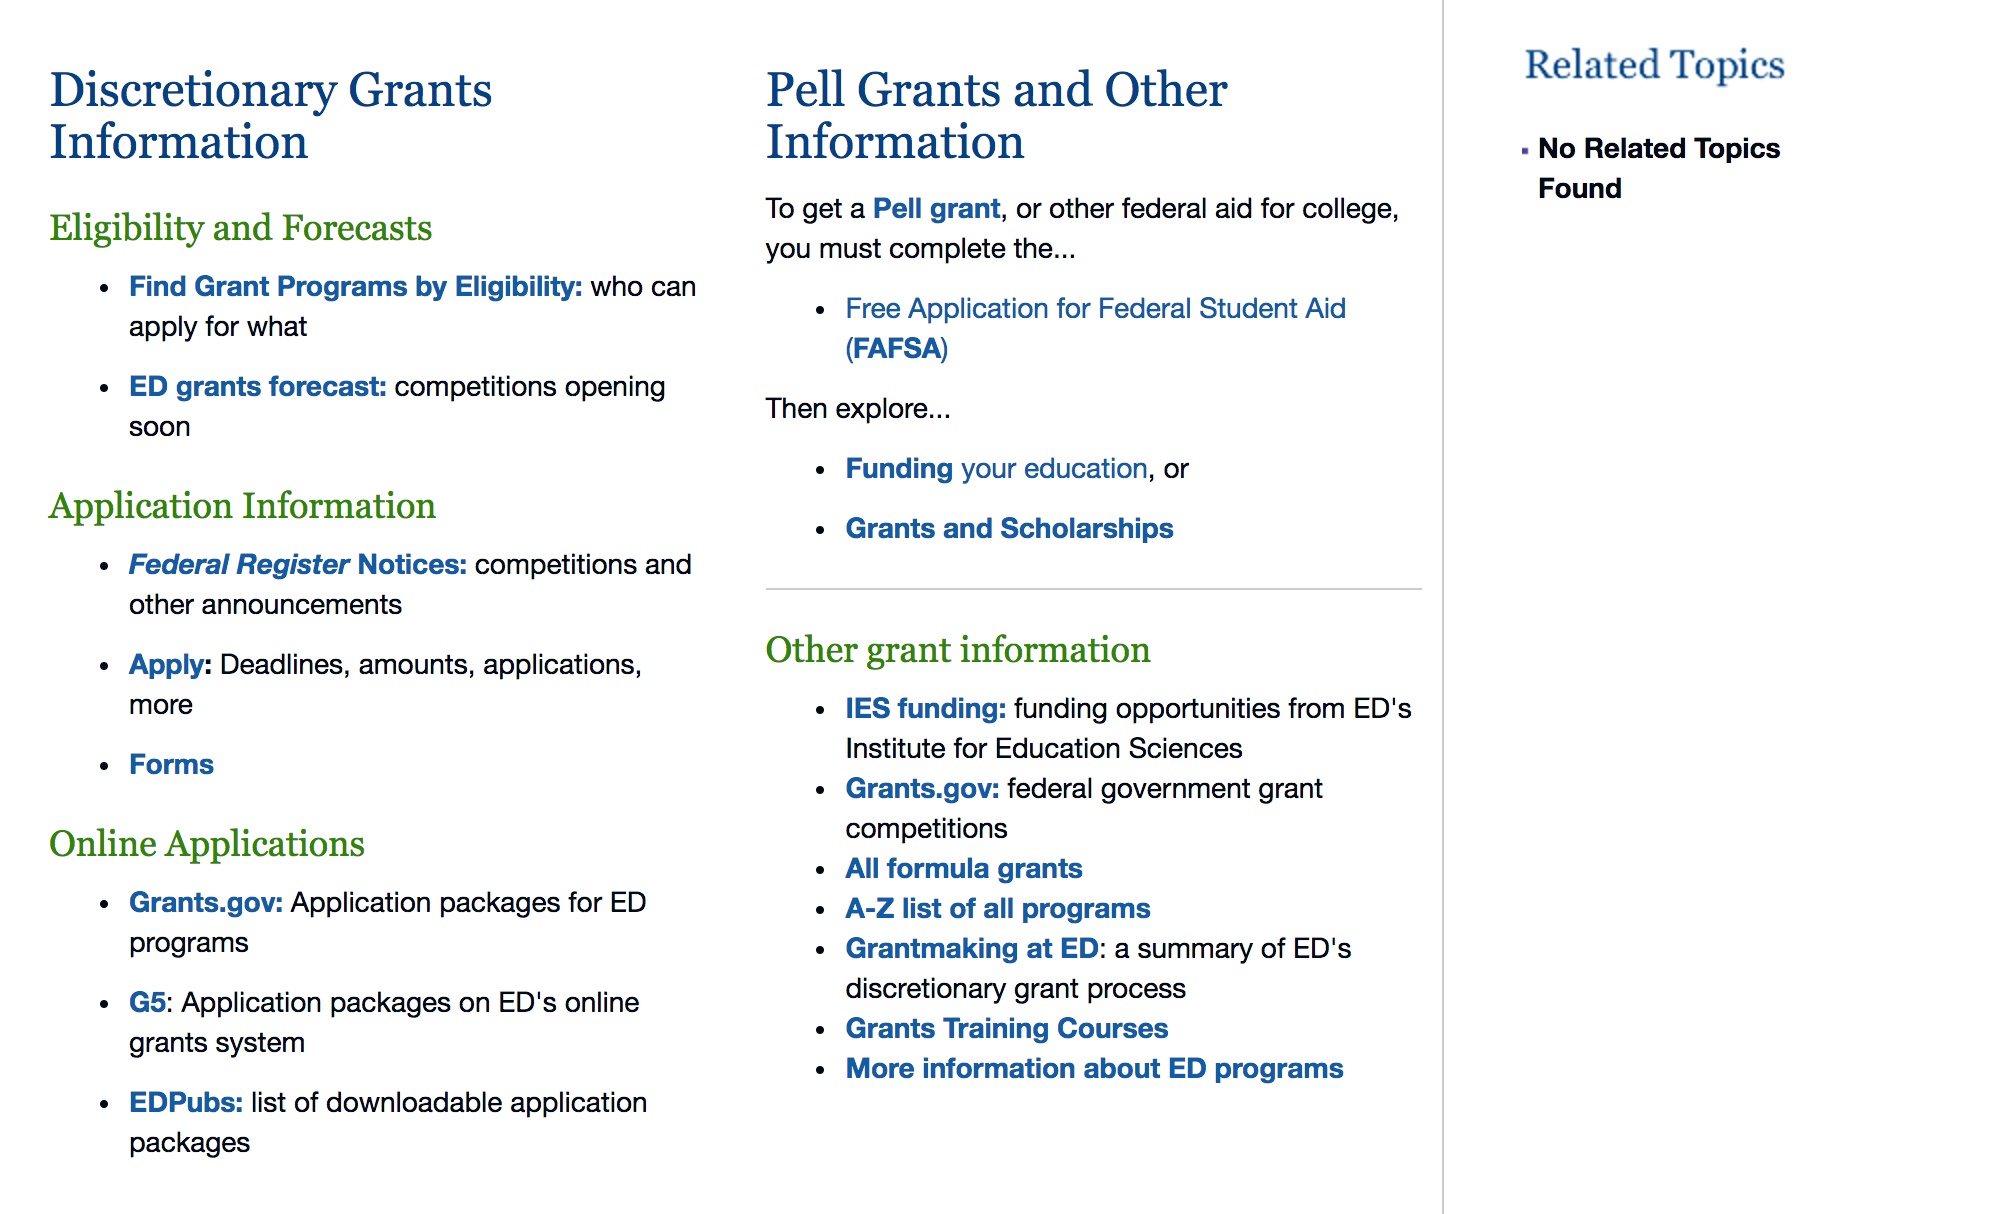 Discretionary Grants
Information
Eligibility and Forecasts
• Find Grant Programs by Eligibility: who can
apply for what
• ED grants forecast: competitions opening
soon
Application Information
• Federal Register Notices: competitions and
other announcements
• Apply: Deadlines, amounts, applications,
more
• Forms
Online Applications
• Grants.gov: Application packages for ED
programs
• G5: Application packages on ED's online
grants system
• EDPubs: list of downloadable application
packages
Pell Grants and Other
Information
To get a Pell grant, or other federal aid for college,
you must complete the...
• Free Application for Federal Student Aid
(FAFSA)
Then explore...
• Funding your education, or
• Grants and Scholarships
Other grant information
• IES funding: funding opportunities from ED's
Institute for Education Sciences
• Grants.gov: federal government grant
competitions
• All formula grants
• A-Z list of all programs
• Grantmaking at ED: a summary of ED's
discretionary grant process
• Grants Training Courses
• More information about ED programs
Related Topics
▪ No Related Topics
Found